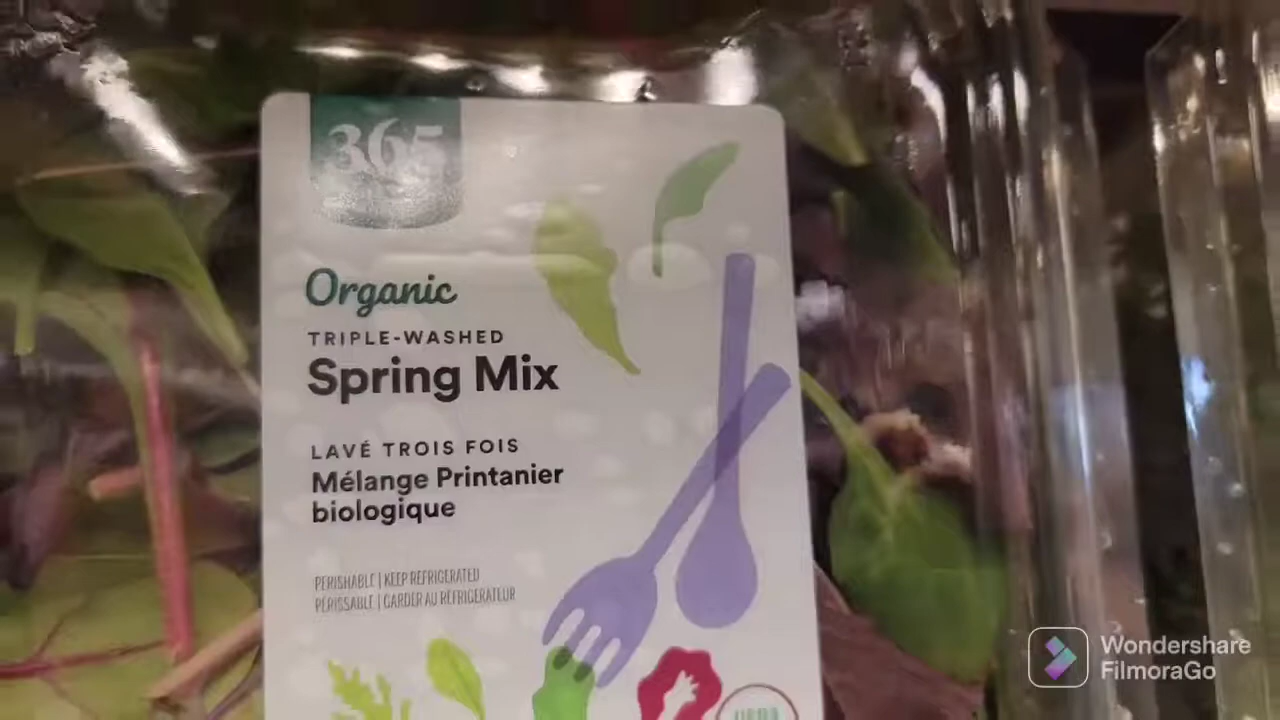 365
Organic
TRIPLE-WASHED
Spring Mix
LAVÉ TROIS FOIS
Mélange Printanier
biologique
PERISHABLE | KEEP REFRIGERATED
PÉRISSABLE | GARDER AU RÉFRIGÉRATEUR
USDA
Wondershare
FilmoraGo